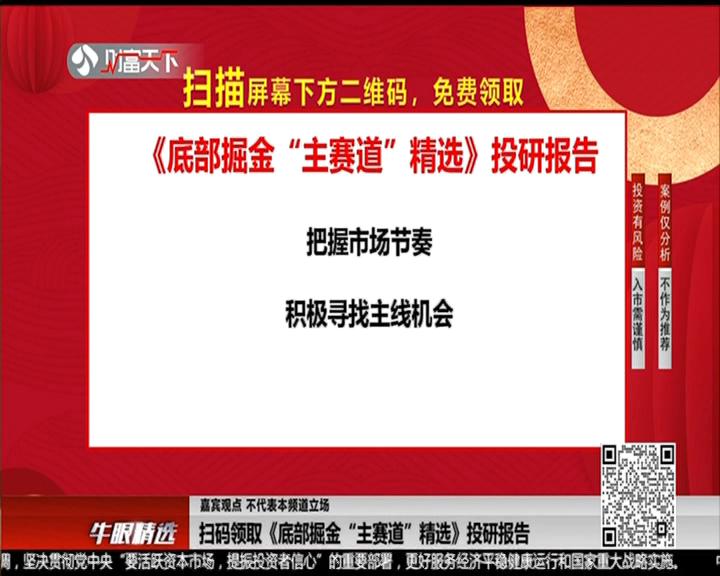 财富天下
扫描屏幕下方二维码，免费领取
《底部掘金“主赛道”精选》投研报告
把握市场节奏
积极寻找主线机会
投资有风险 入市需谨慎
案例仅分析 不作为推荐
嘉宾观点 不代表本频道立场
牛眼精选
扫码领取《底部掘金“主赛道”精选》投研报告
调，坚决贯彻党中央“要活跃资本市场，提振投资者信心”的重要部署，更好服务经济平稳健康运行和国家重大战略实施。